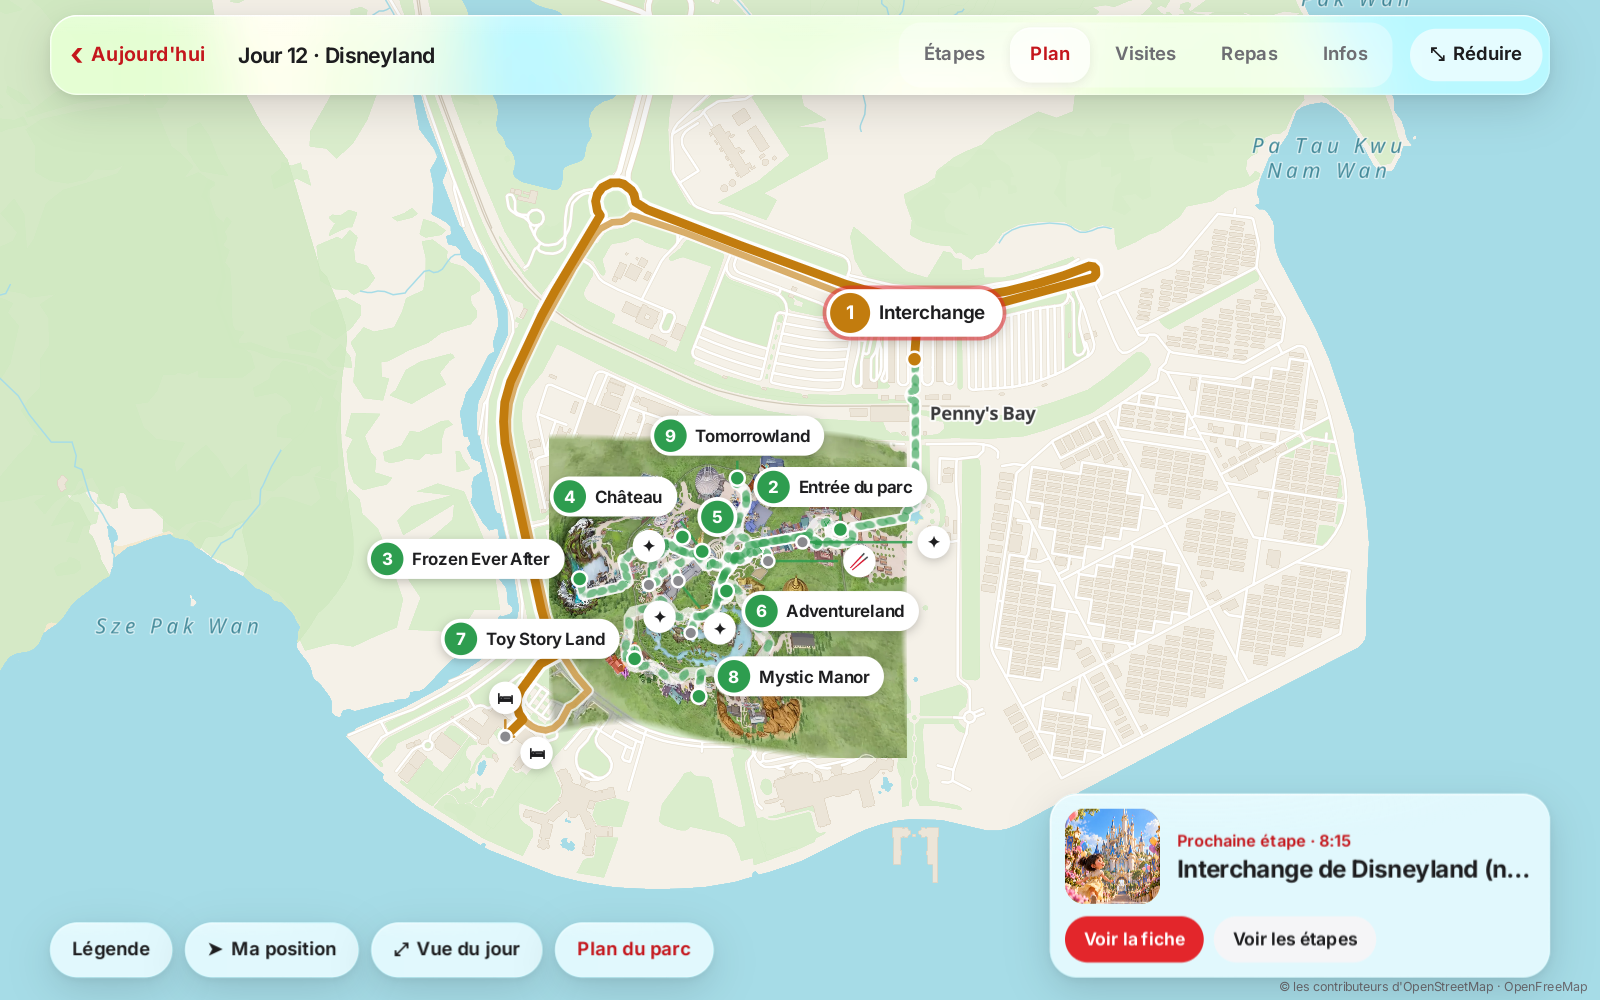 Pak Wan
‹ Aujourd'hui
Jour 12 · Disneyland
Étapes
Plan
Visites
Repas
Infos
Réduire
Pa Tau Kwu
Nam Wan
1 Interchange
Penny's Bay
9 Tomorrowland
4 Château
2 Entrée du parc
5
3 Frozen Ever After
6 Adventureland
Sze Pak Wan
7 Toy Story Land
8 Mystic Manor
Prochaine étape · 8:15
Interchange de Disneyland (n…
Voir la fiche
Voir les étapes
Légende
Ma position
Vue du jour
Plan du parc
© les contributeurs d'OpenStreetMap · OpenFreeMap